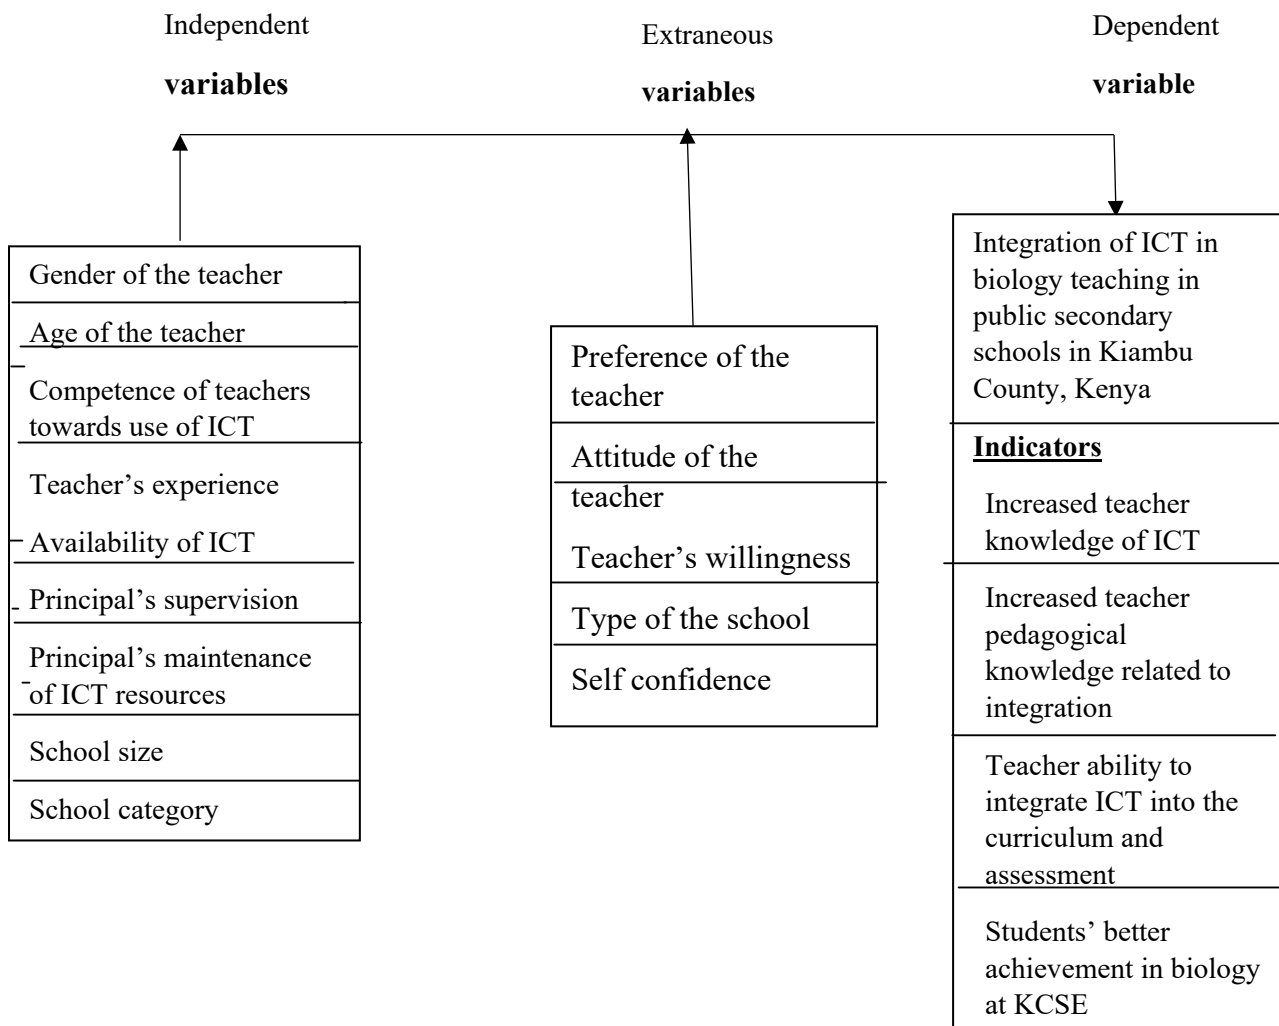 Independent
variables
Extraneous
variables
Dependent
variable
Gender of the teacher
Age of the teacher
Competence of teachers
towards use of ICT
Teacher’s experience
Availability of ICT
Principal’s supervision
Principal’s maintenance
of ICT resources
School size
School category
Preference of the
teacher
Attitude of the
teacher
Teacher’s willingness
Type of the school
Self confidence
Integration of ICT in
biology teaching in
public secondary
schools in Kiambu
County, Kenya
Indicators
Increased teacher
knowledge of ICT
Increased teacher
pedagogical
knowledge related to
integration
Teacher ability to
integrate ICT into the
curriculum and
assessment
Students’ better
achievement in biology
at KCSE